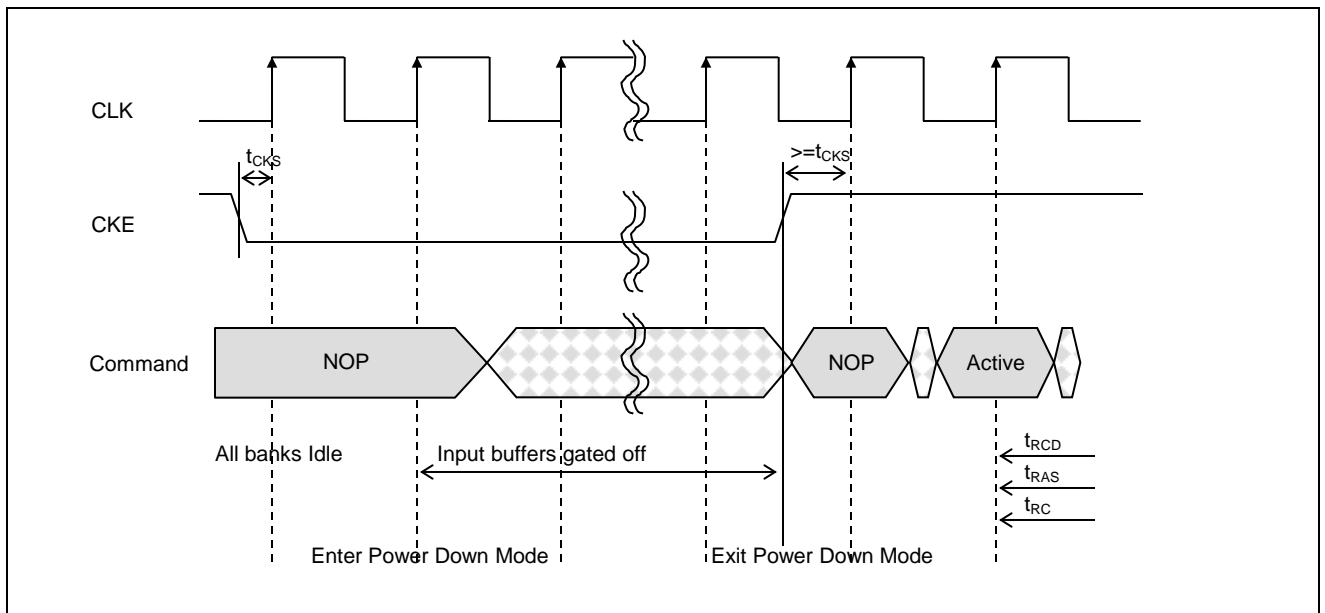 CLK
tCKS
>=tCKS
CKE
Command
NOP
NOP
Active
All banks Idle
Input buffers gated off
tRCD
tRAS
tRC
Enter Power Down Mode
Exit Power Down Mode